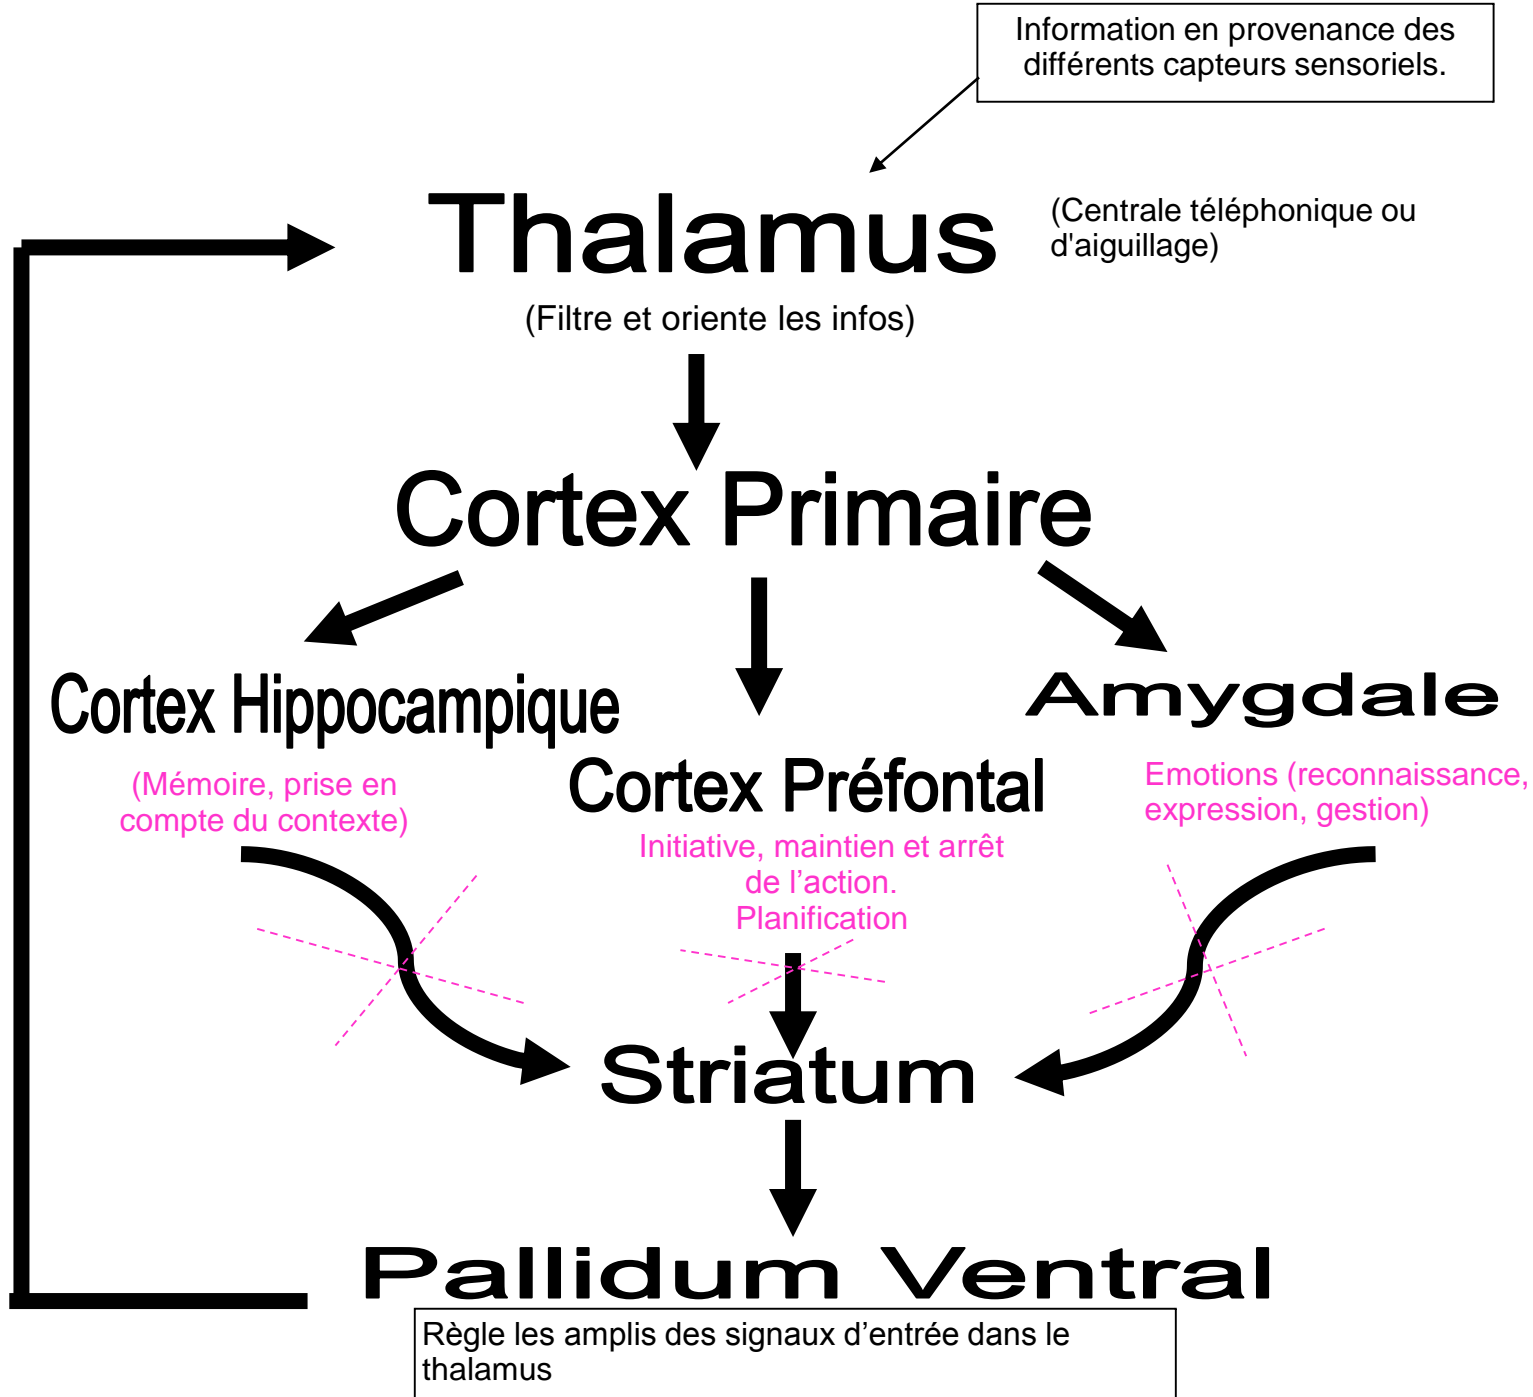 Information en provenance des
différents capteurs sensoriels.
Thalamus
(Centrale téléphonique ou
d'aiguillage)
(Filtre et oriente les infos)
Cortex Primaire
Cortex Hippocampique
Amygdale
(Mémoire, prise en
compte du contexte)
Cortex Préfontal
Emotions (reconnaissance,
expression, gestion)
Initiative, maintien et arrêt
de l’action.
Planification
Striatum
Pallidum Ventral
Règle les amplis des signaux d’entrée dans le
thalamus